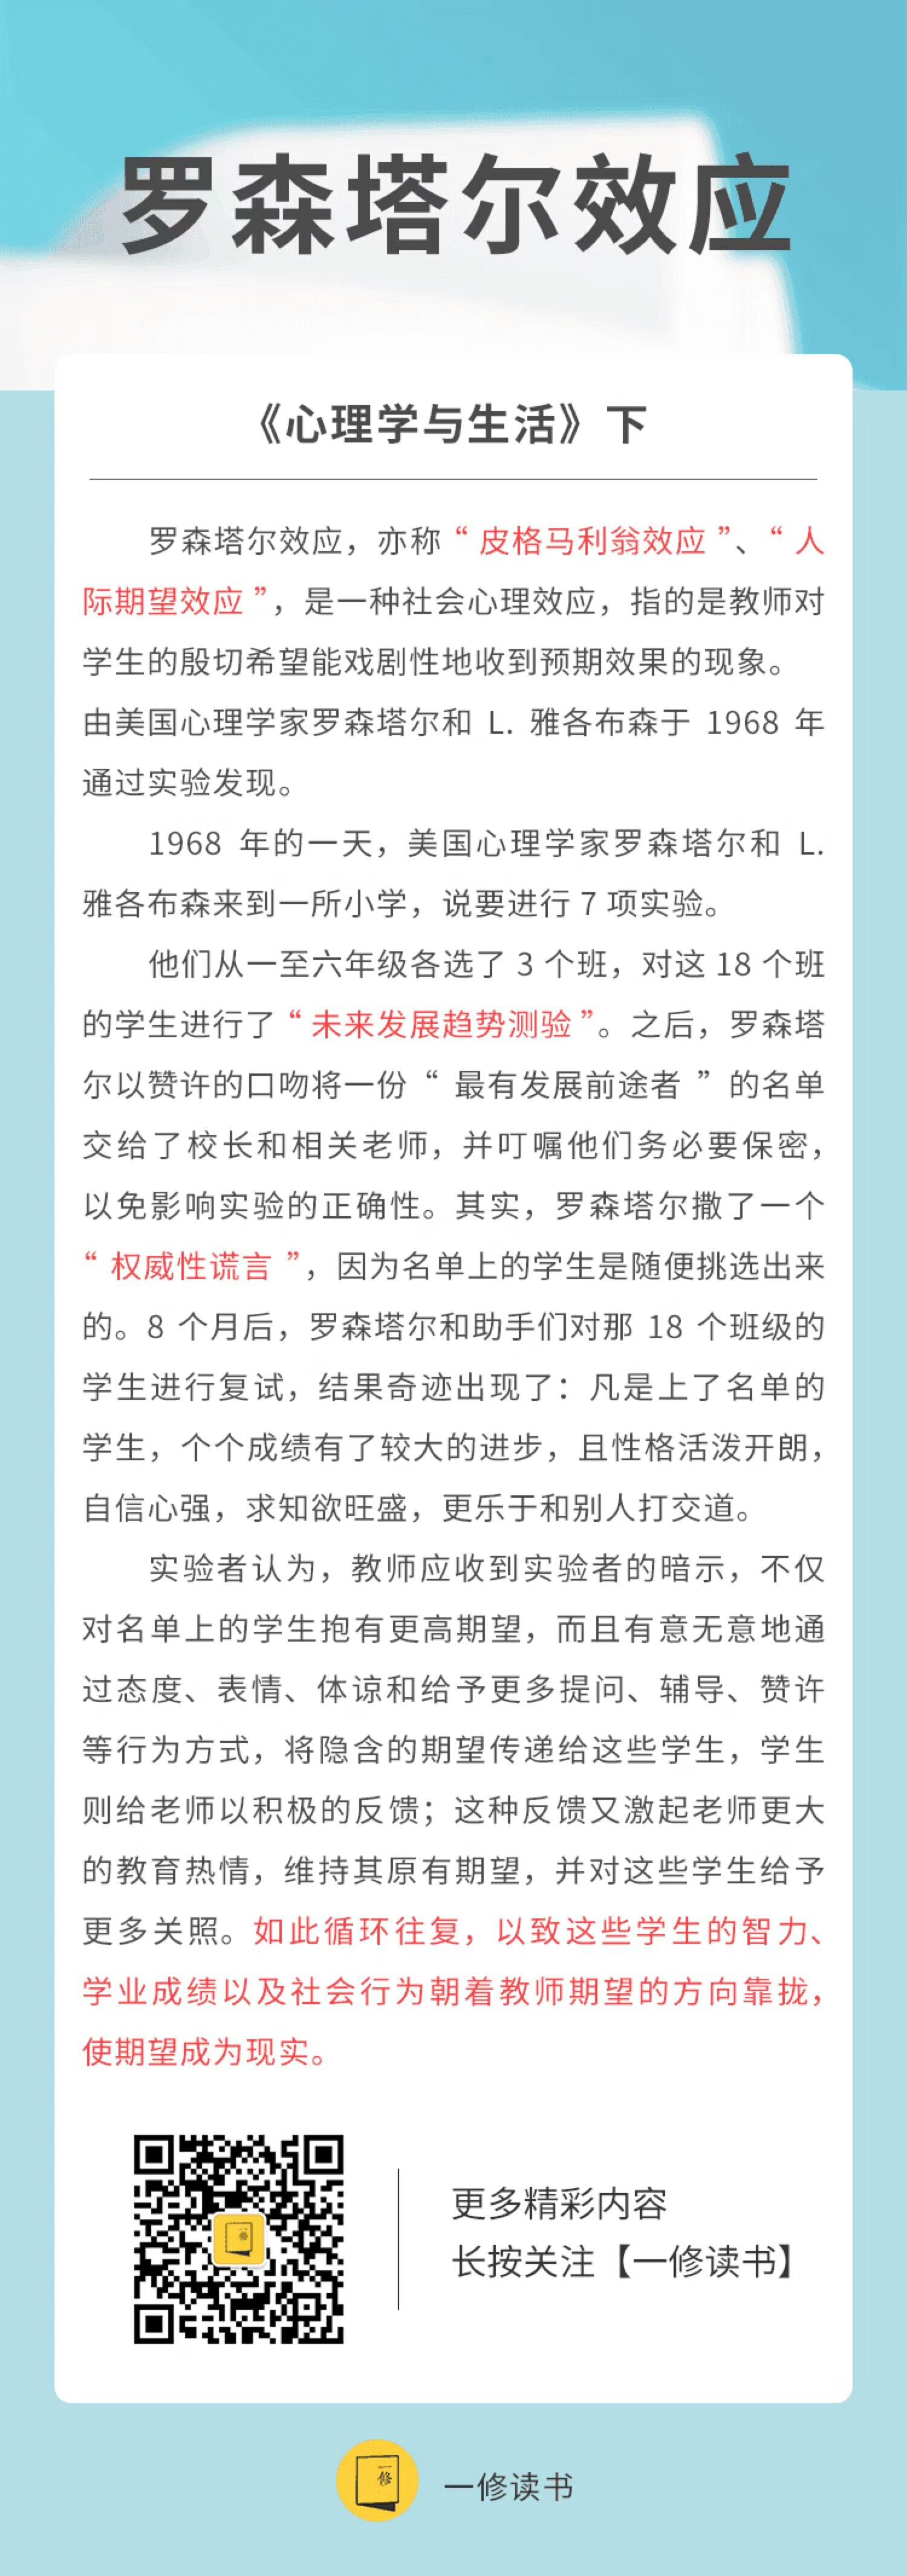 罗森塔尔效应
《心理学与生活》下
罗森塔尔效应，亦称“皮格马利翁效应”、“人
际期望效应”，是一种社会心理效应，指的是教师对
学生的殷切希望能戏剧性地收到预期效果的现象。
由美国心理学家罗森塔尔和 L. 雅各布森于 1968 年
通过实验发现。
1968 年的一天，美国心理学家罗森塔尔和 L.
雅各布森来到一所小学，说要进行 7 项实验。
他们从一至六年级各选了 3 个班，对这 18 个班
的学生进行了“未来发展趋势测验”。之后，罗森塔
尔以赞许的口吻将一份“最有发展前途者”的名单
交给了校长和相关老师，并叮嘱他们务必要保密，
以免影响实验的正确性。其实，罗森塔尔撒了一个
“权威性谎言”，因为名单上的学生是随便挑选出来
的。8 个月后，罗森塔尔和助手们对那 18 个班级的
学生进行复试，结果奇迹出现了：凡是上了名单的
学生，个个成绩有了较大的进步，且性格活泼开朗，
自信心强，求知欲旺盛，更乐于和别人打交道。
实验者认为，教师应收到实验者的暗示，不仅
对名单上的学生抱有更高期望，而且有意无意地通
过态度、表情、体谅和给予更多提问、辅导、赞许
等行为方式，将隐含的期望传递给这些学生，学生
则给老师以积极的反馈；这种反馈又激起老师更大
的教育热情，维持其原有期望，并对这些学生给予
更多关照。如此循环往复，以致这些学生的智力、
学业成绩以及社会行为朝着教师期望的方向靠拢，
使期望成为现实。
更多精彩内容
长按关注【一修读书】
一修
一修读书